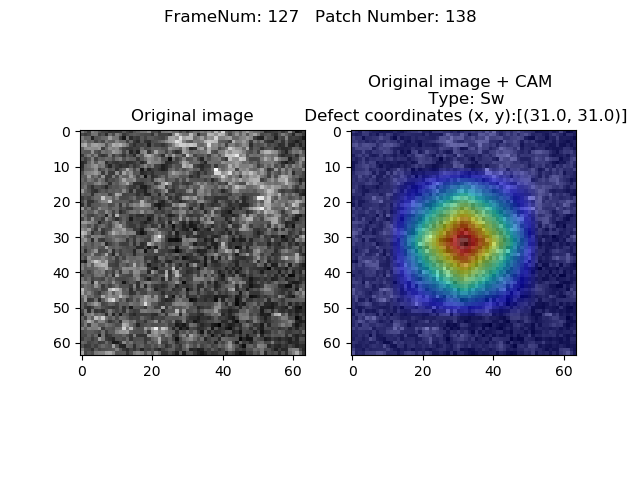 FrameNum: 127   Patch Number: 138
Original image
Original image + CAM
Type: Sw
Defect coordinates (x, y):[(31.0, 31.0)]
0
10
20
30
40
50
60
0 20 40 60
0
10
20
30
40
50
60
0 20 40 60